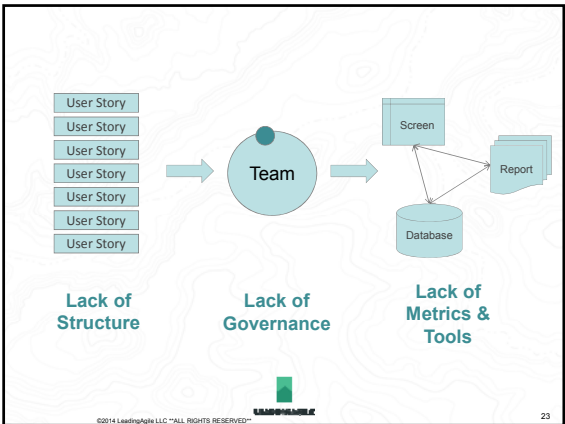 User Story
User Story
User Story
User Story
User Story
User Story
User Story
Team
Screen
Report
Database
Lack of
Structure
Lack of
Governance
Lack of
Metrics &
Tools
LEADINGAGILE
©2014 LeadingAgile LLC **ALL RIGHTS RESERVED**
23